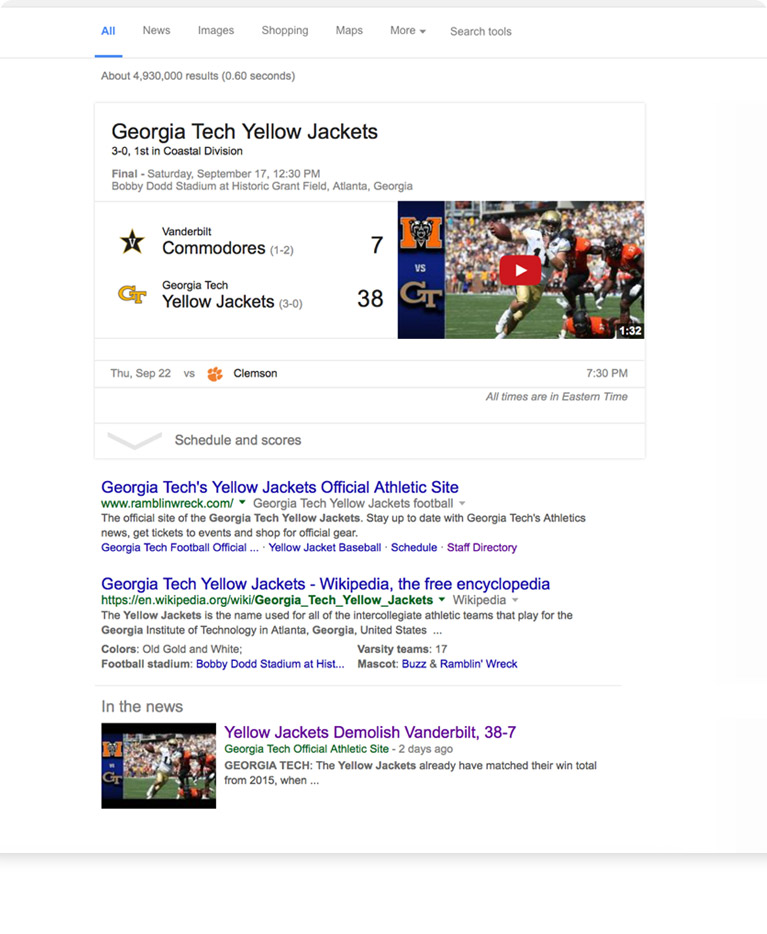 All News Images Shopping Maps More Search tools
About 4,930,000 results (0.60 seconds)
Georgia Tech Yellow Jackets
3-0, 1st in Coastal Division
Final - Saturday, September 17, 12:30 PM
Bobby Dodd Stadium at Historic Grant Field, Atlanta, Georgia
V
Vanderbilt
Commodores (1-2) 7
GT
Georgia Tech
Yellow Jackets (3-0) 38
M
VS
GT
1:32
Thu, Sep 22 vs Clemson 7:30 PM
All times are in Eastern Time
Schedule and scores
Georgia Tech's Yellow Jackets Official Athletic Site
www.ramblinwreck.com/ Georgia Tech Yellow Jackets football
The official site of the Georgia Tech Yellow Jackets. Stay up to date with Georgia Tech's Athletics
news, get tickets to events and shop for official gear.
Georgia Tech Football Official ... · Yellow Jacket Baseball · Schedule · Staff Directory
Georgia Tech Yellow Jackets - Wikipedia, the free encyclopedia
https://en.wikipedia.org/wiki/Georgia_Tech_Yellow_Jackets Wikipedia
The Yellow Jackets is the name used for all of the intercollegiate athletic teams that play for the
Georgia Institute of Technology in Atlanta, Georgia, United States ...
Colors: Old Gold and White; Varsity teams: 17
Football stadium: Bobby Dodd Stadium at Hist... Mascot: Buzz & Ramblin' Wreck
In the news
M
GT
Yellow Jackets Demolish Vanderbilt, 38-7
Georgia Tech Official Athletic Site - 2 days ago
GEORGIA TECH: The Yellow Jackets already have matched their win total
from 2015, when ...